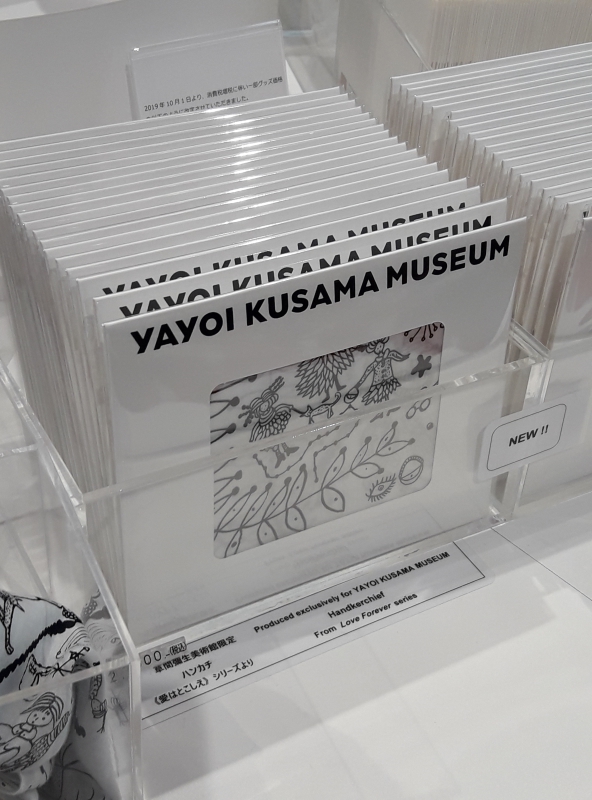 2019年10月1日より、消費税増税に伴い一部グッズ価格
YAYOI KUSAMA MUSEUM
YAYOI KUSAMA MUSEUM
YAYOI KUSAMA MUSEUM
NEW !!
Produced exclusively for YAYOI KUSAMA MUSEUM
Handkerchief
From Love Forever series
00.-(税込)
草間彌生美術館限定
ハンカチ
《愛はとこしえ》シリーズより